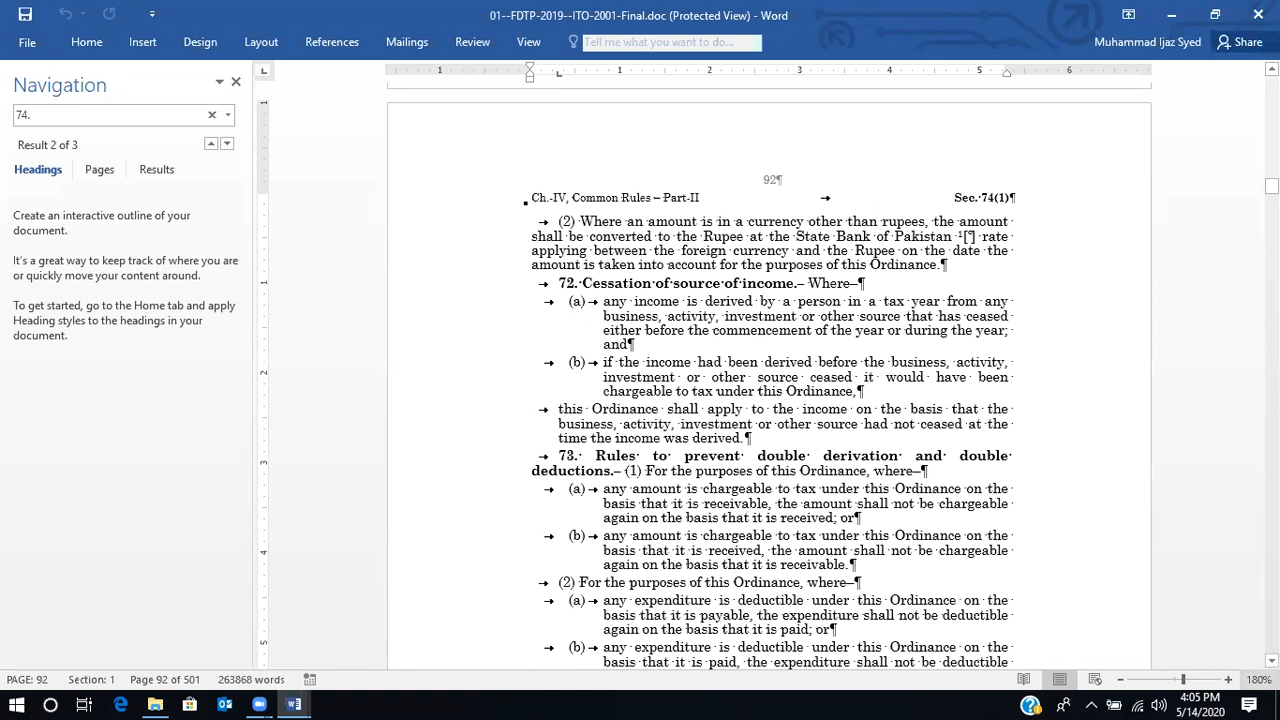 01--FDTP-2019--ITO-2001-Final.doc (Protected View) - Word
File Home Insert Design Layout References Mailings Review View Tell me what you want to do... Muhammad Ijaz Syed Share
Navigation
74.
Result 2 of 3
Headings Pages Results
Create an interactive outline of your
document.
It's a great way to keep track of where you
are or quickly move your content around.
To get started, go to the Home tab and apply
Heading styles to the headings in your
document.
92¶
Ch.-IV, Common Rules – Part-II → Sec. 74(1)¶
→ (2) Where an amount is in a currency other than rupees, the amount
shall be converted to the Rupee at the State Bank of Pakistan ¹[*] rate
applying between the foreign currency and the Rupee on the date the
amount is taken into account for the purposes of this Ordinance.¶
→ 72. Cessation of source of income.– Where–¶
→ (a) → any income is derived by a person in a tax year from any
business, activity, investment or other source that has ceased
either before the commencement of the year or during the year;
and¶
→ (b) → if the income had been derived before the business, activity,
investment or other source ceased it would have been
chargeable to tax under this Ordinance,¶
→ this Ordinance shall apply to the income on the basis that the
business, activity, investment or other source had not ceased at the
time the income was derived.¶
→ 73. Rules to prevent double derivation and double
deductions.– (1) For the purposes of this Ordinance, where–¶
→ (a) → any amount is chargeable to tax under this Ordinance on the
basis that it is receivable, the amount shall not be chargeable
again on the basis that it is received; or¶
→ (b) → any amount is chargeable to tax under this Ordinance on the
basis that it is received, the amount shall not be chargeable
again on the basis that it is receivable.¶
→ (2) For the purposes of this Ordinance, where–¶
→ (a) → any expenditure is deductible under this Ordinance on the
basis that it is payable, the expenditure shall not be deductible
again on the basis that it is paid; or¶
→ (b) → any expenditure is deductible under this Ordinance on the
basis that it is paid, the expenditure shall not be deductible
PAGE: 92 Section: 1 Page 92 of 501 263868 words 180%
4:05 PM
5/14/2020